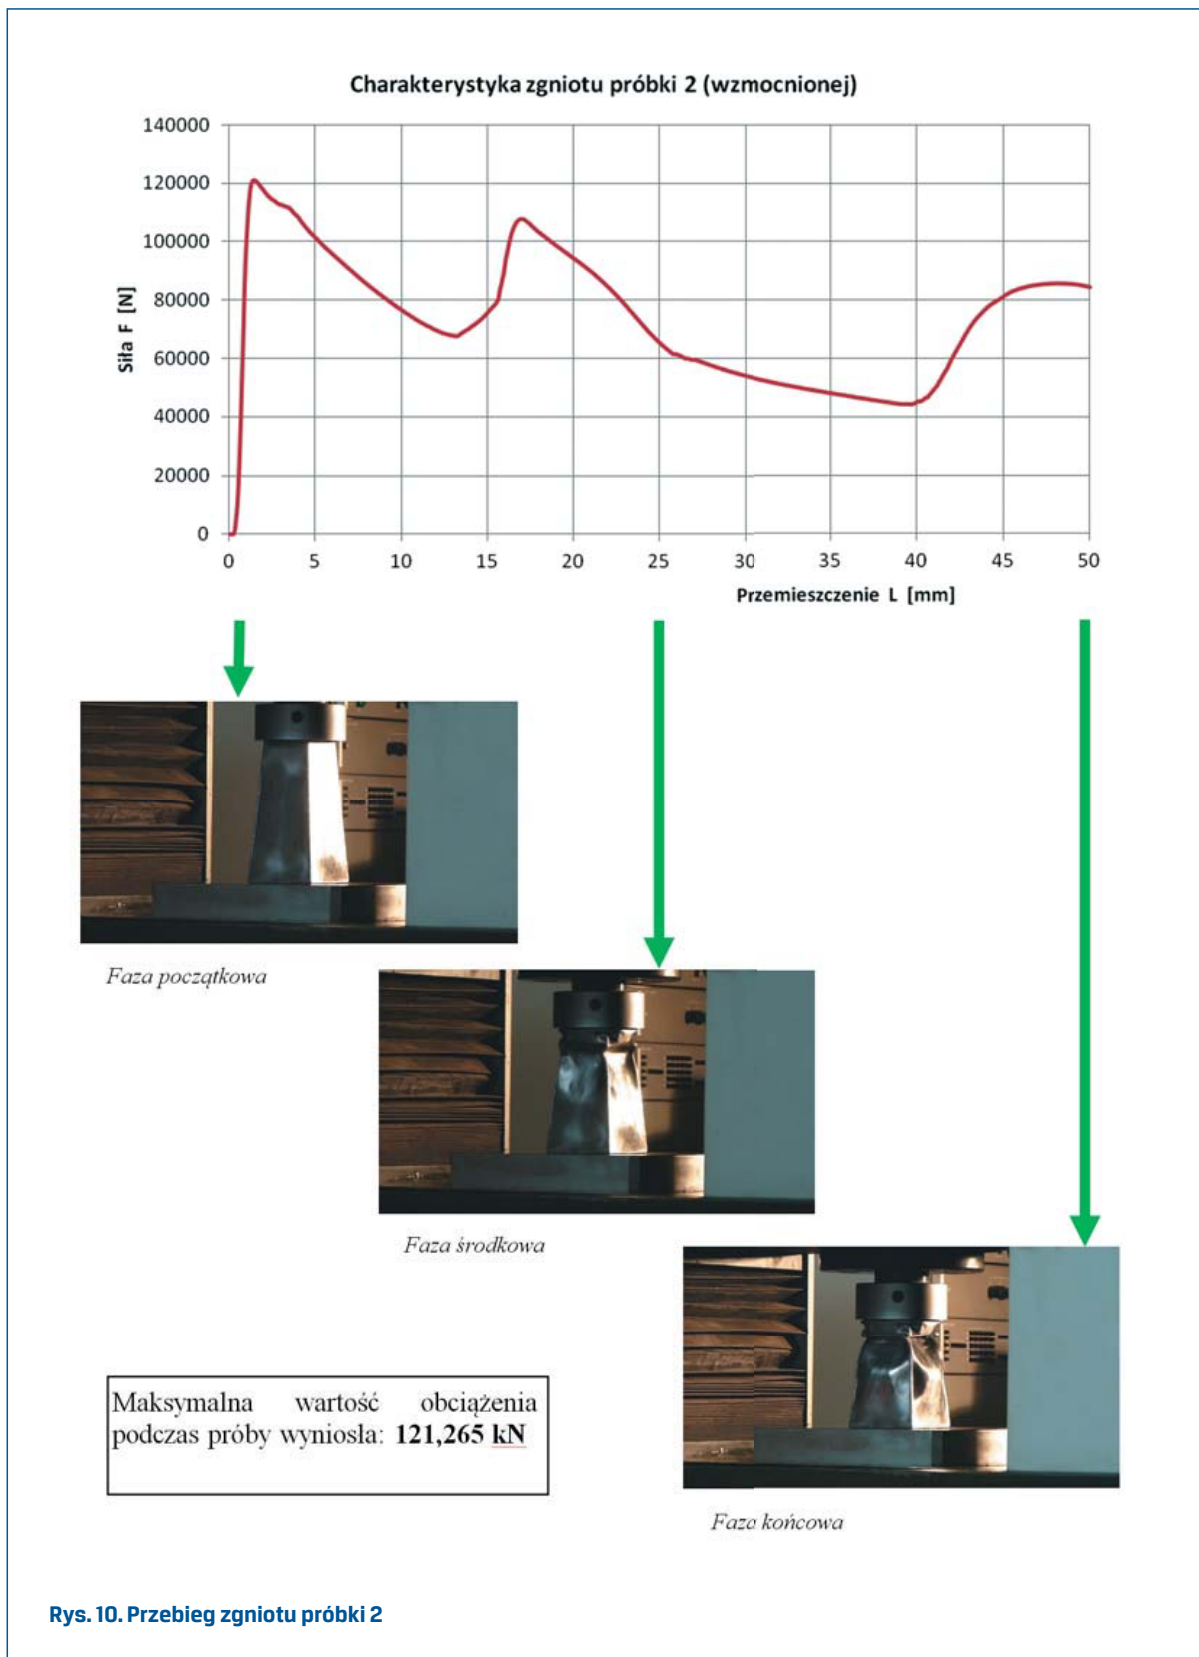 Charakterystyka zgniotu próbki 2 (wzmocnionej)
Siła F [N]
140000
120000
100000
80000
60000
40000
20000
0
0 5 10 15 20 25 30 35 40 45 50
Przemieszczenie L [mm]
Faza początkowa
Faza środkowa
Maksymalna wartość obciążenia
podczas próby wyniosła: 121,265 kN
Faza końcowa
Rys. 10. Przebieg zgniotu próbki 2